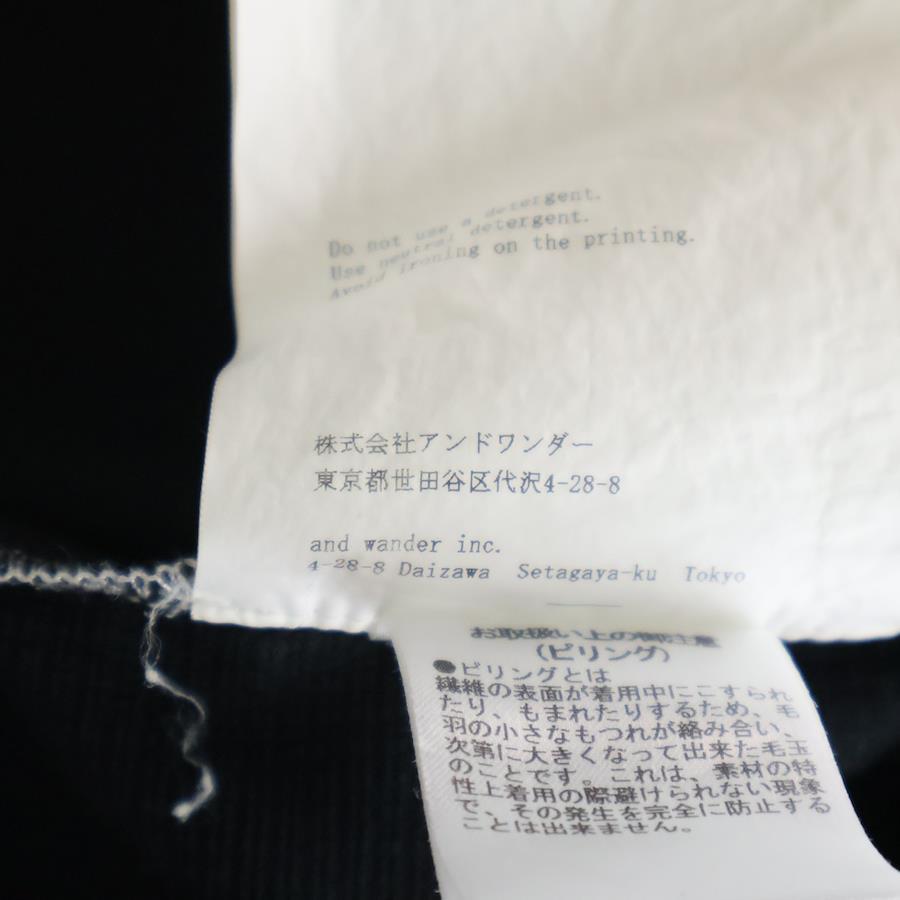 Do not use a detergent.
Use neutral detergent.
Avoid ironing on the printing.
株式会社アンドワンダー
東京都世田谷区代沢4-28-8
and wander inc.
4-28-8 Daizawa Setagaya-ku Tokyo
お取扱い上の御注意
(ピリング)
●ピリングとは
繊維の表面が着用中にこすられ
たり、もまれたりするため、毛
羽の小さなもつれが絡み合い、
次第に大きくなって出来た毛玉
のことです。これは、素材の特
性上着用の際避けられない現象
で、その発生を完全に防止する
ことは出来ません。